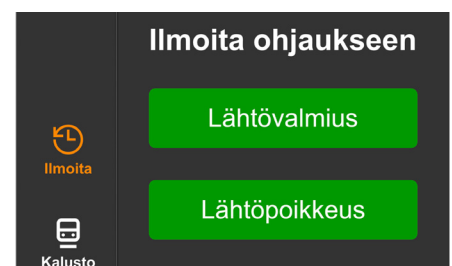 Ilmoita ohjaukseen
Lähtövalmius
Ilmoita
Lähtöpoikkeus
Kalusto